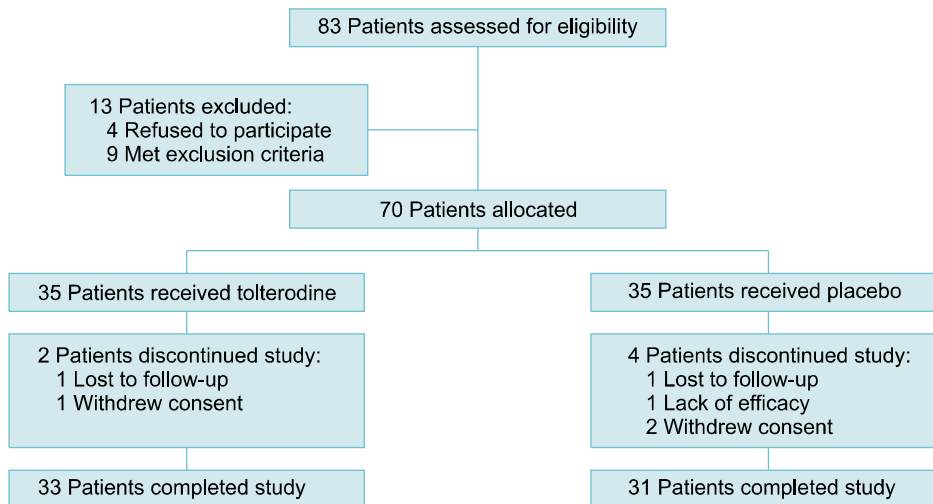 83 Patients assessed for eligibility
13 Patients excluded:
4 Refused to participate
9 Met exclusion criteria
70 Patients allocated
35 Patients received tolterodine
35 Patients received placebo
2 Patients discontinued study:
1 Lost to follow-up
1 Withdrew consent
4 Patients discontinued study:
1 Lost to follow-up
1 Lack of efficacy
2 Withdrew consent
33 Patients completed study
31 Patients completed study